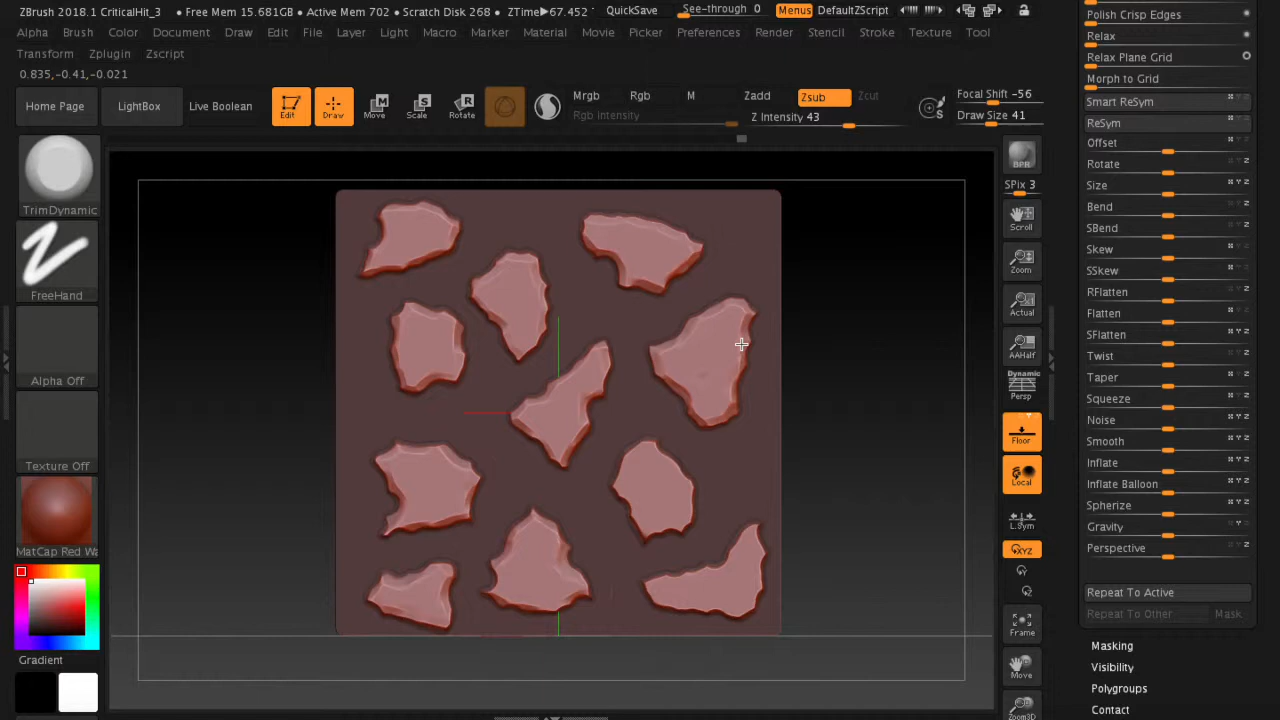 ZBrush 2018.1 CriticalHit_3 • Free Mem 15.681GB • Active Mem 702 • Scratch Disk 268 • ZTime▶67.452
QuickSave See-through 0 Menus DefaultZScript
Alpha Brush Color Document Draw Edit File Layer Light Macro Marker Material Movie Picker Preferences Render Stencil Stroke Texture Tool
Transform Zplugin Zscript
0.835,-0.41,-0.021
Home Page LightBox Live Boolean Edit Draw Move Scale Rotate
Mrgb Rgb M Zadd Zsub Zcut
Rgb Intensity Z Intensity 43
Focal Shift -56
Draw Size 41
TrimDynamic
FreeHand
Alpha Off
Texture Off
MatCap Red Wa
Gradient
BPR
SPix 3
Scroll
Zoom
Actual
AAHalf
Dynamic
Persp
Floor
Local
L.Sym
XYZ
Y
Z
Frame
Move
Zoom3D
Polish Crisp Edges
Relax
Relax Plane Grid
Morph to Grid
Smart ReSym
ReSym
Offset
Rotate
Size
Bend
SBend
Skew
SSkew
RFlatten
Flatten
SFlatten
Twist
Taper
Squeeze
Noise
Smooth
Inflate
Inflate Balloon
Spherize
Gravity
Perspective
Repeat To Active
Repeat To Other Mask
Masking
Visibility
Polygroups
Contact